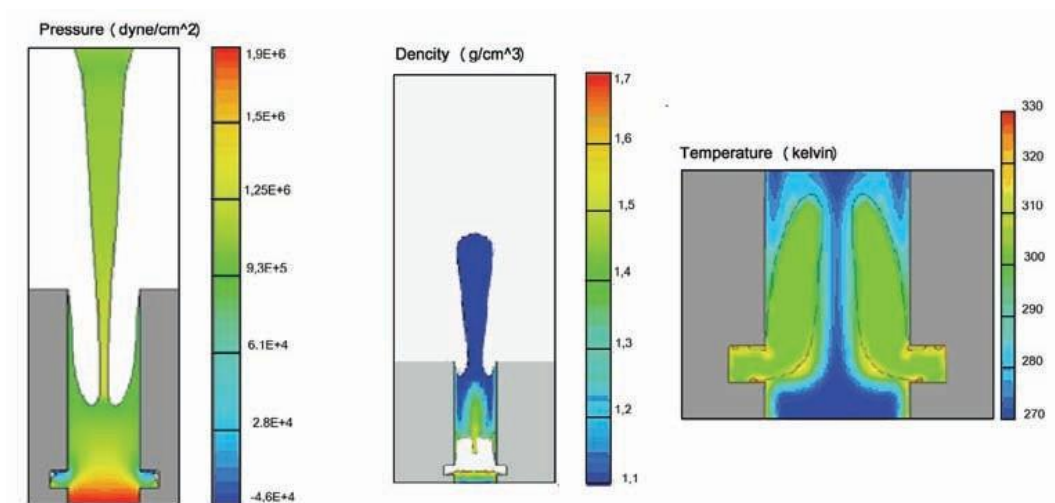 Pressure ( dyne/cm^2)
1,9E+6
1,5E+6
1,25E+6
9,3E+5
6.1E+4
2.8E+4
-4,6E+4
Dencity ( g/cm^3)
1,7
1,6
1,5
1,4
1,3
1,2
1,1
Temperature ( kelvin)
330
320
310
300
290
280
270